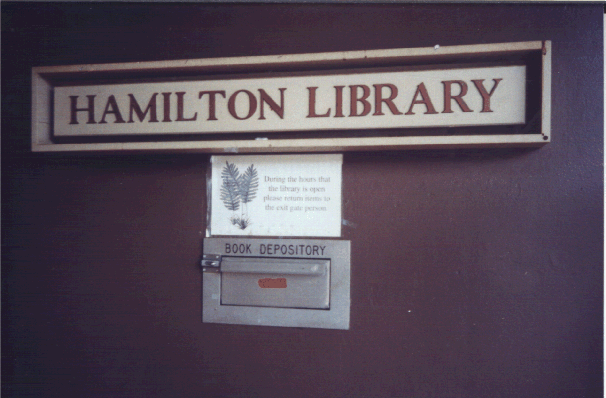 HAMILTON LIBRARY
During the hours that
the library is open
please return items to
the exit gate person.
BOOK DEPOSITORY